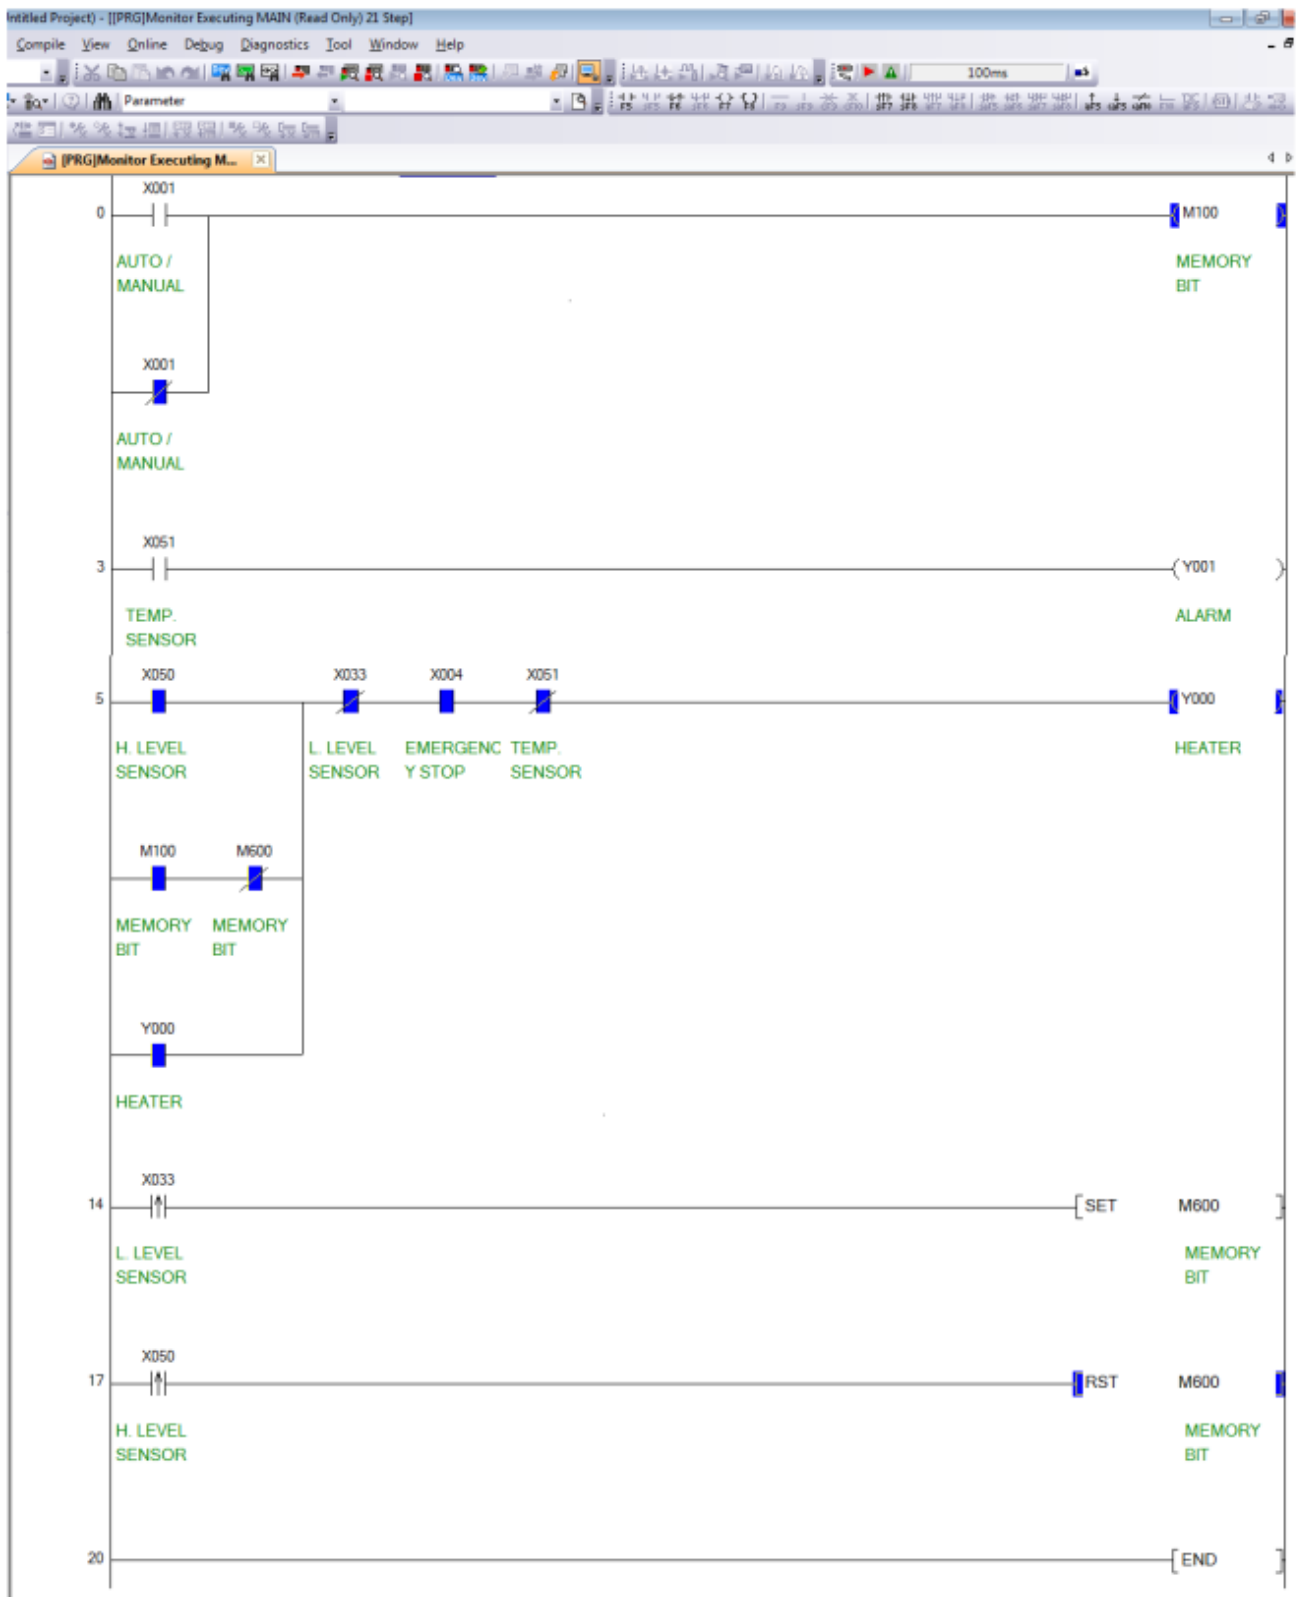 ntitled Project) - [[PRG]Monitor Executing MAIN (Read Only) 21 Step]
Compile View Online Debug Diagnostics Tool Window Help
100ms
Parameter
[PRG]Monitor Executing M...
X001
0 M100
AUTO / MEMORY
MANUAL BIT
X001
AUTO /
MANUAL
X051
3 Y001
TEMP. ALARM
SENSOR
X050 X033 X004 X051
5 Y000
H. LEVEL L. LEVEL EMERGENC TEMP. HEATER
SENSOR SENSOR Y STOP SENSOR
M100 M600
MEMORY MEMORY
BIT BIT
Y000
HEATER
X033
14 SET M600
L. LEVEL MEMORY
SENSOR BIT
X050
17 RST M600
H. LEVEL MEMORY
SENSOR BIT
20 END